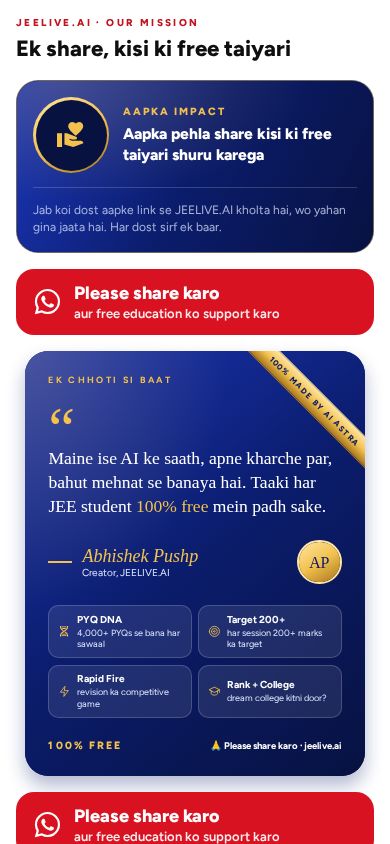 JEELIVE.AI · OUR MISSION
Ek share, kisi ki free taiyari
AAPKA IMPACT
Aapka pehla share kisi ki free
taiyari shuru karega
Jab koi dost aapke link se JEELIVE.AI kholta hai, wo yahan
gina jaata hai. Har dost sirf ek baar.
Please share karo
aur free education ko support karo
EK CHHOTI SI BAAT
100% MADE BY AI ASTRA
“
Maine ise AI ke saath, apne kharche par,
bahut mehnat se banaya hai. Taaki har
JEE student 100% free mein padh sake.
Abhishek Pushp
Creator, JEELIVE.AI
AP
PYQ DNA
4,000+ PYQs se bana har
sawaal
Target 200+
har session 200+ marks
ka target
Rapid Fire
revision ka competitive
game
Rank + College
dream college kitni door?
100% FREE
🙏 Please share karo · jeelive.ai
Please share karo
aur free education ko support karo